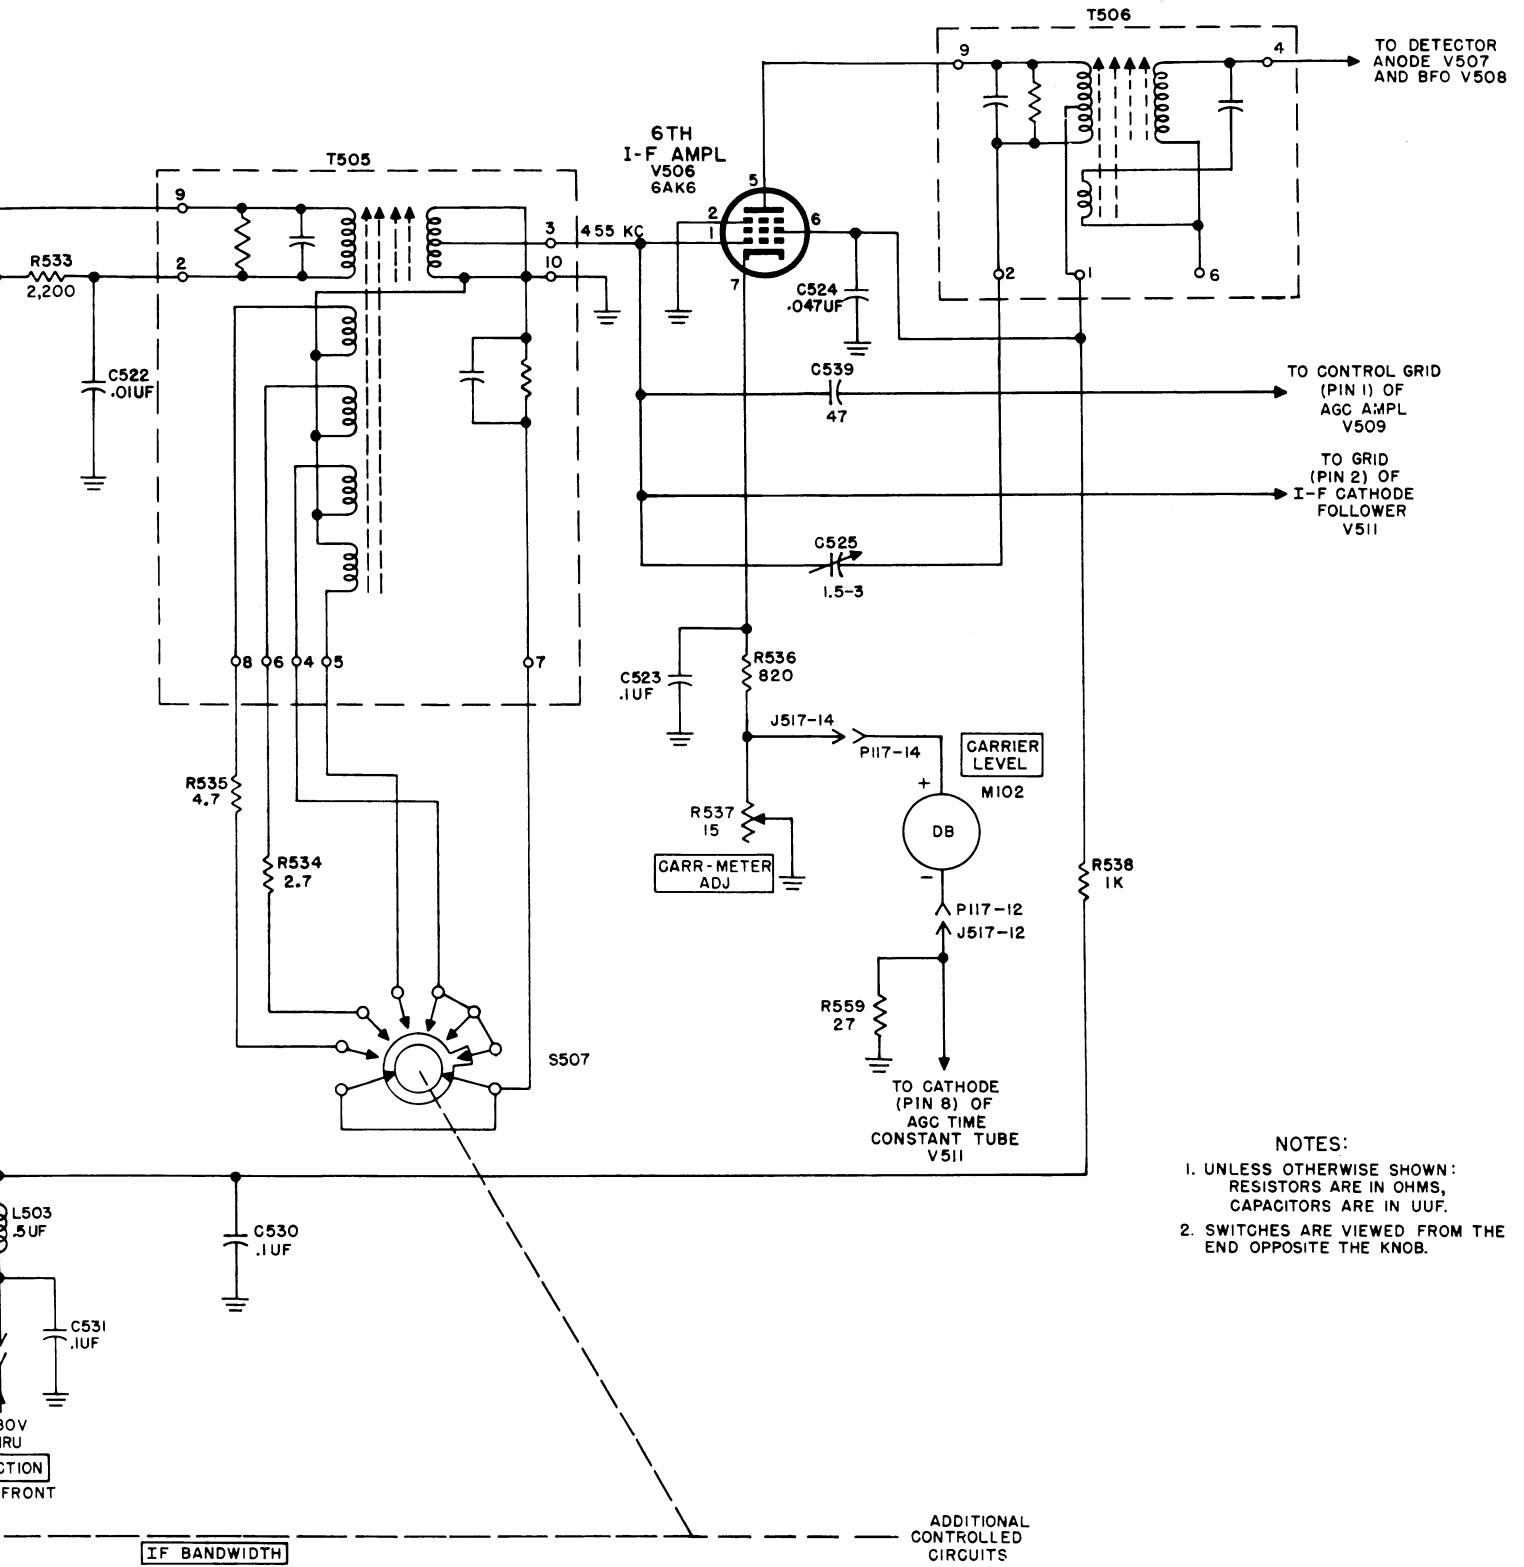 T506
9
4
TO DETECTOR
ANODE V507
AND BFO V508
6TH
I-F AMPL
V506
6AK6
5
2
1
6
7
2
1
6
T505
9
3
455 KC
10
2
R533
2,200
C522
.01UF
C524
.047UF
C539
47
TO CONTROL GRID
(PIN 1) OF
AGC AMPL
V509
TO GRID
(PIN 2) OF
I-F CATHODE
FOLLOWER
V511
C525
1.5-3
8
6
4
5
7
C523
.1UF
R536
820
J517-14
P117-14
CARRIER
LEVEL
M102
+
DB
-
R535
4.7
R534
2.7
R537
15
CARR-METER
ADJ
R538
1K
P117-12
J517-12
R559
27
TO CATHODE
(PIN 8) OF
AGC TIME
CONSTANT TUBE
V511
S507
NOTES:
1. UNLESS OTHERWISE SHOWN:
RESISTORS ARE IN OHMS,
CAPACITORS ARE IN UUF.
2. SWITCHES ARE VIEWED FROM THE
END OPPOSITE THE KNOB.
L503
.5UF
C530
.1UF
C531
.1UF
80V
RU
CTION
FRONT
IF BANDWIDTH
ADDITIONAL
CONTROLLED
CIRCUITS